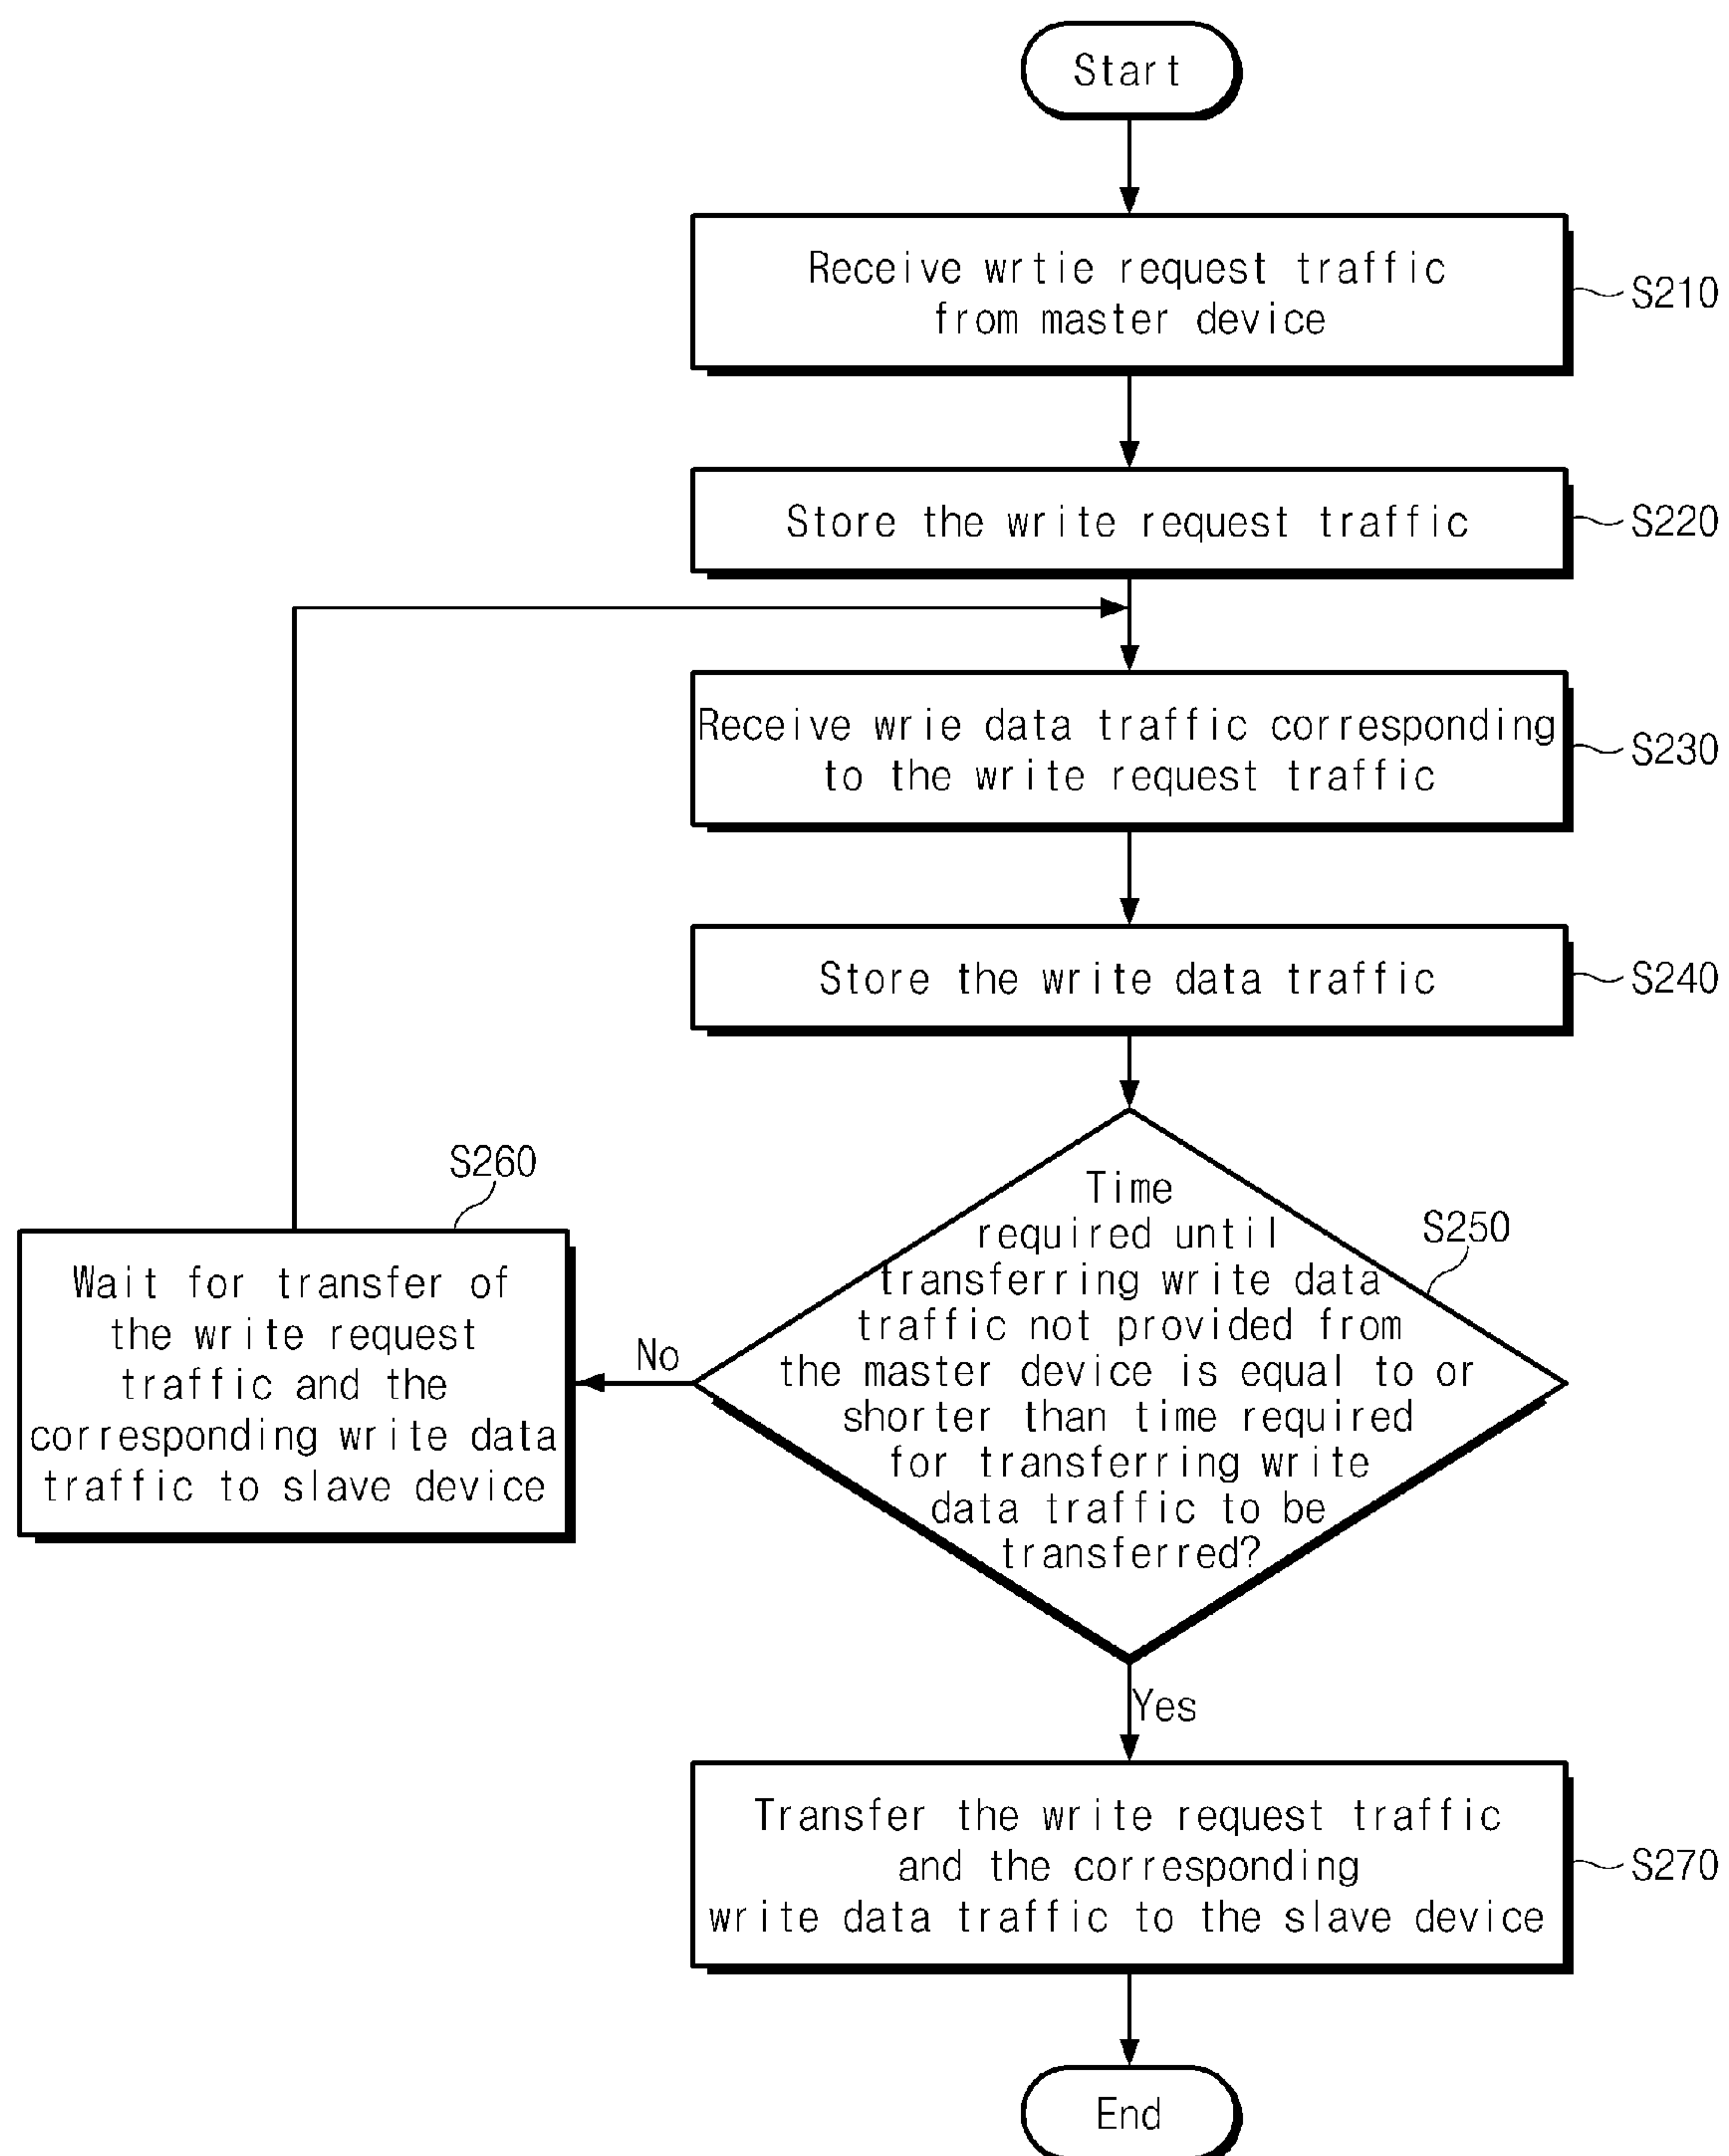 Start
Receive wrtie request traffic
from master device
S210
Store the write request traffic
S220
Receive wrie data traffic corresponding
to the write request traffic
S230
Store the write data traffic
S240
S260
Wait for transfer of
the write request
traffic and the
corresponding write data
traffic to slave device
No
Time
required until
transferring write data
traffic not provided from
the master device is equal to or
shorter than time required
for transferring write
data traffic to be
transferred?
S250
Yes
Transfer the write request traffic
and the corresponding
write data traffic to the slave device
S270
End